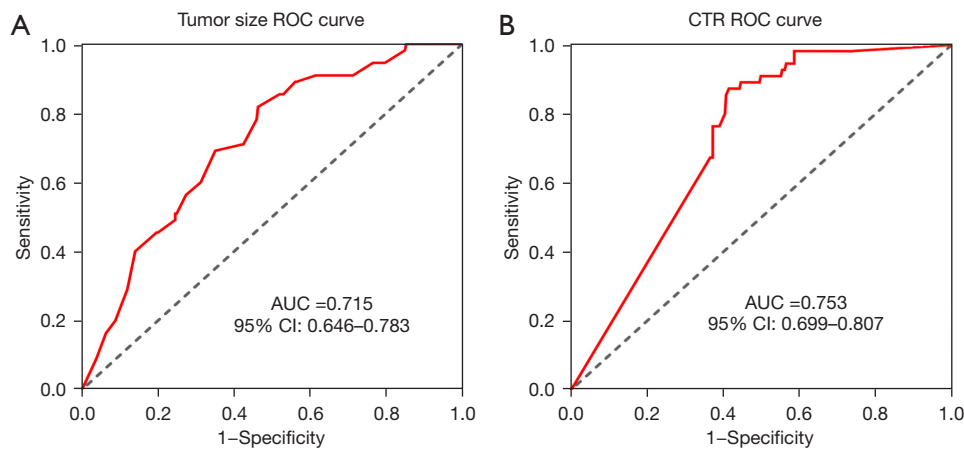 A
Tumor size ROC curve
1.0
0.8
0.6
0.4
0.2
0.0
Sensitivity
AUC =0.715
95% CI: 0.646–0.783
0.0 0.2 0.4 0.6 0.8 1.0
1–Specificity
B
CTR ROC curve
1.0
0.8
0.6
0.4
0.2
0.0
Sensitivity
AUC =0.753
95% CI: 0.699–0.807
0.0 0.2 0.4 0.6 0.8 1.0
1–Specificity